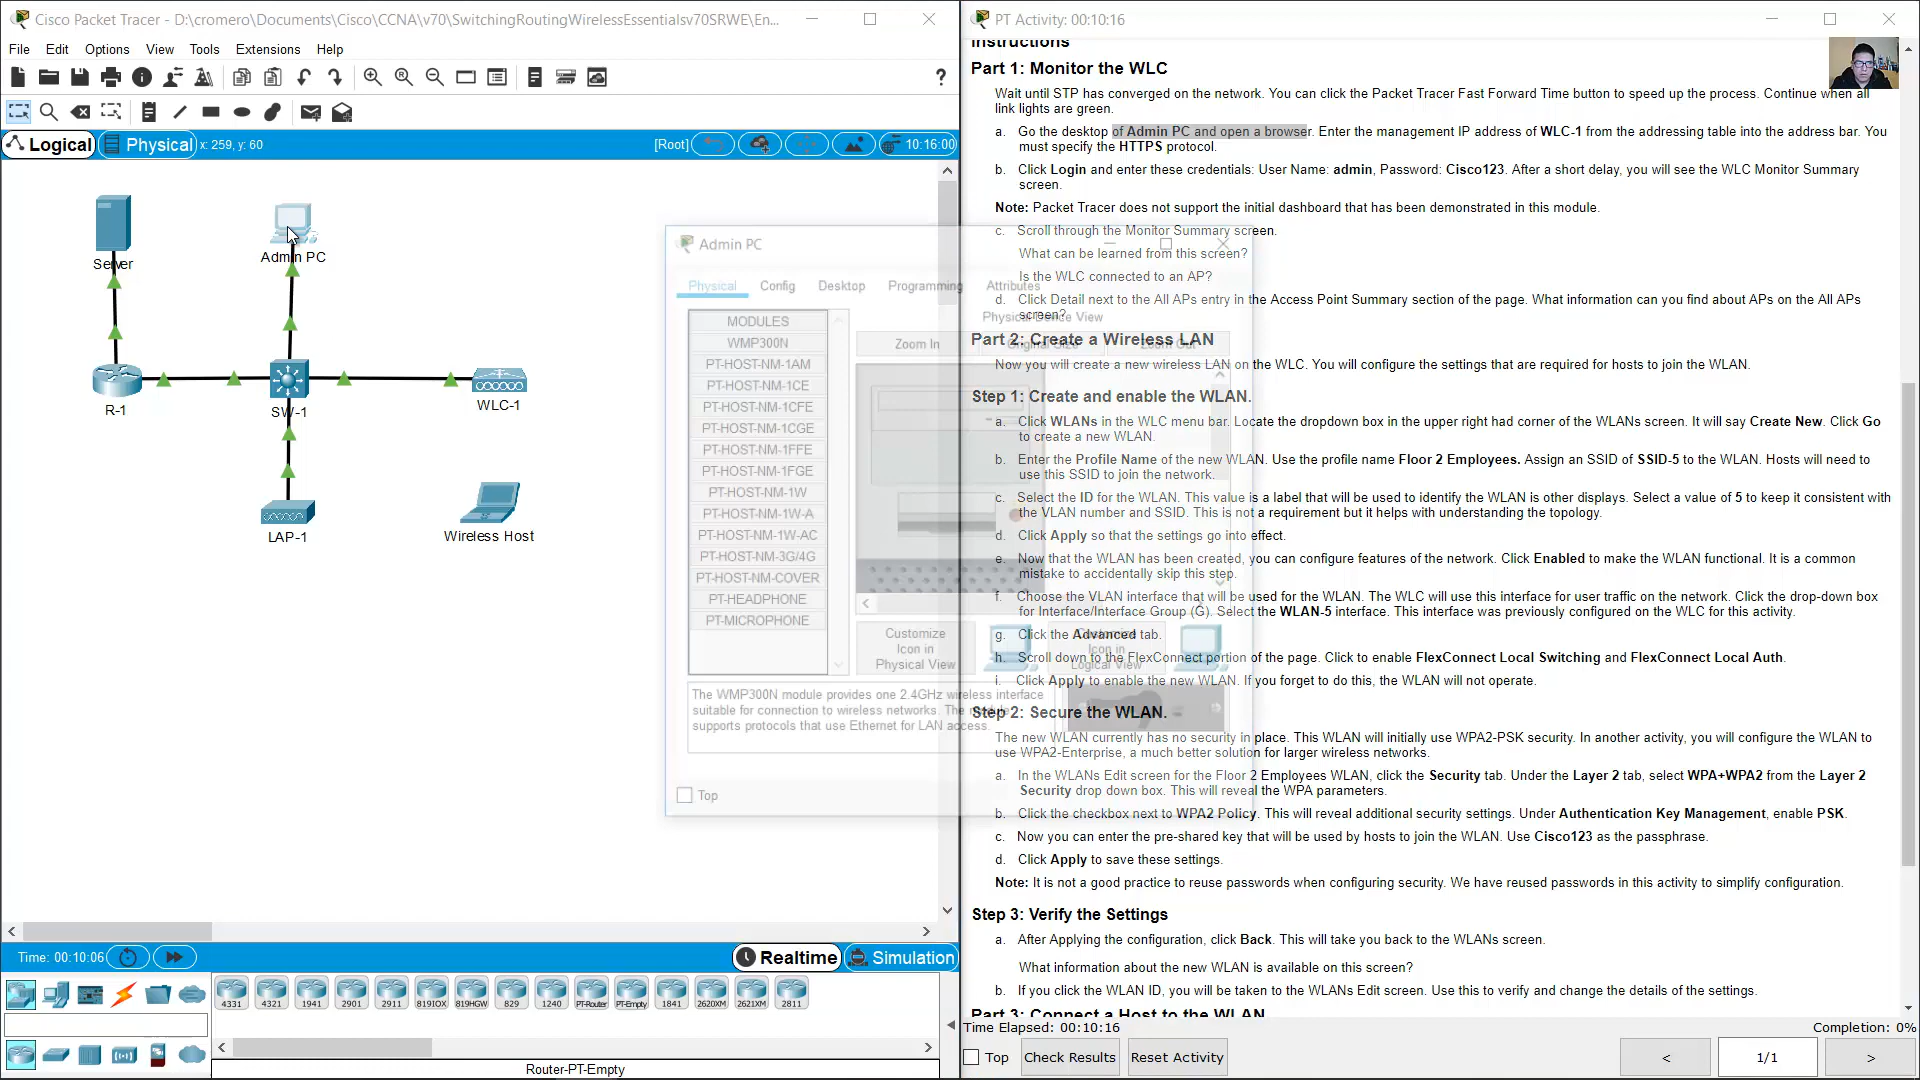 Cisco Packet Tracer - D:\cromero\Documents\Cisco\CCNA\v70\SwitchingRoutingWirelessEssentialsv70SRWE\En...
File Edit Options View Tools Extensions Help
?
Logical Physical x: 259, y: 60 [Root] 10:16:00
Server
Admin PC
R-1
SW-1
WLC-1
LAP-1
Wireless Host
Admin PC
Physical Config Desktop Programming Attributes
MODULES
WMP300N
PT-HOST-NM-1AM
PT-HOST-NM-1CE
PT-HOST-NM-1CFE
PT-HOST-NM-1CGE
PT-HOST-NM-1FFE
PT-HOST-NM-1FGE
PT-HOST-NM-1W
PT-HOST-NM-1W-A
PT-HOST-NM-1W-AC
PT-HOST-NM-3G/4G
PT-HOST-NM-COVER
PT-HEADPHONE
PT-MICROPHONE
Physical Device View
Zoom In Original Size Zoom Out
Customize
Icon in
Physical View
Customize
Icon in
Logical View
The WMP300N module provides one 2.4GHz wireless interface
suitable for connection to wireless networks. The module
supports protocols that use Ethernet for LAN access.
Top
Time: 00:10:06 Realtime Simulation
4331 4321 1941 2901 2911 819IOX 819HGW 829 1240 PT-Router PT-Empty 1841 2620XM 2621XM 2811
Router-PT-Empty
PT Activity: 00:10:16
Instructions
Part 1: Monitor the WLC
Wait until STP has converged on the network. You can click the Packet Tracer Fast Forward Time button to speed up the process. Continue when all
link lights are green.
a. Go the desktop of Admin PC and open a browser. Enter the management IP address of WLC-1 from the addressing table into the address bar. You
must specify the HTTPS protocol.
b. Click Login and enter these credentials: User Name: admin, Password: Cisco123. After a short delay, you will see the WLC Monitor Summary
screen.
Note: Packet Tracer does not support the initial dashboard that has been demonstrated in this module.
c. Scroll through the Monitor Summary screen.
What can be learned from this screen?
Is the WLC connected to an AP?
d. Click Detail next to the All APs entry in the Access Point Summary section of the page. What information can you find about APs on the All APs
screen?
Part 2: Create a Wireless LAN
Now you will create a new wireless LAN on the WLC. You will configure the settings that are required for hosts to join the WLAN.
Step 1: Create and enable the WLAN.
a. Click WLANs in the WLC menu bar. Locate the dropdown box in the upper right had corner of the WLANs screen. It will say Create New. Click Go
to create a new WLAN.
b. Enter the Profile Name of the new WLAN. Use the profile name Floor 2 Employees. Assign an SSID of SSID-5 to the WLAN. Hosts will need to
use this SSID to join the network.
c. Select the ID for the WLAN. This value is a label that will be used to identify the WLAN is other displays. Select a value of 5 to keep it consistent with
the VLAN number and SSID. This is not a requirement but it helps with understanding the topology.
d. Click Apply so that the settings go into effect.
e. Now that the WLAN has been created, you can configure features of the network. Click Enabled to make the WLAN functional. It is a common
mistake to accidentally skip this step.
f. Choose the VLAN interface that will be used for the WLAN. The WLC will use this interface for user traffic on the network. Click the drop-down box
for Interface/Interface Group (G). Select the WLAN-5 interface. This interface was previously configured on the WLC for this activity.
g. Click the Advanced tab.
h. Scroll down to the FlexConnect portion of the page. Click to enable FlexConnect Local Switching and FlexConnect Local Auth.
i. Click Apply to enable the new WLAN. If you forget to do this, the WLAN will not operate.
Step 2: Secure the WLAN.
The new WLAN currently has no security in place. This WLAN will initially use WPA2-PSK security. In another activity, you will configure the WLAN to
use WPA2-Enterprise, a much better solution for larger wireless networks.
a. In the WLANs Edit screen for the Floor 2 Employees WLAN, click the Security tab. Under the Layer 2 tab, select WPA+WPA2 from the Layer 2
Security drop down box. This will reveal the WPA parameters.
b. Click the checkbox next to WPA2 Policy. This will reveal additional security settings. Under Authentication Key Management, enable PSK.
c. Now you can enter the pre-shared key that will be used by hosts to join the WLAN. Use Cisco123 as the passphrase.
d. Click Apply to save these settings.
Note: It is not a good practice to reuse passwords when configuring security. We have reused passwords in this activity to simplify configuration.
Step 3: Verify the Settings
a. After Applying the configuration, click Back. This will take you back to the WLANs screen.
What information about the new WLAN is available on this screen?
b. If you click the WLAN ID, you will be taken to the WLANs Edit screen. Use this to verify and change the details of the settings.
Part 3: Connect a Host to the WLAN
Time Elapsed: 00:10:16 Completion: 0%
Top Check Results Reset Activity < 1/1 >